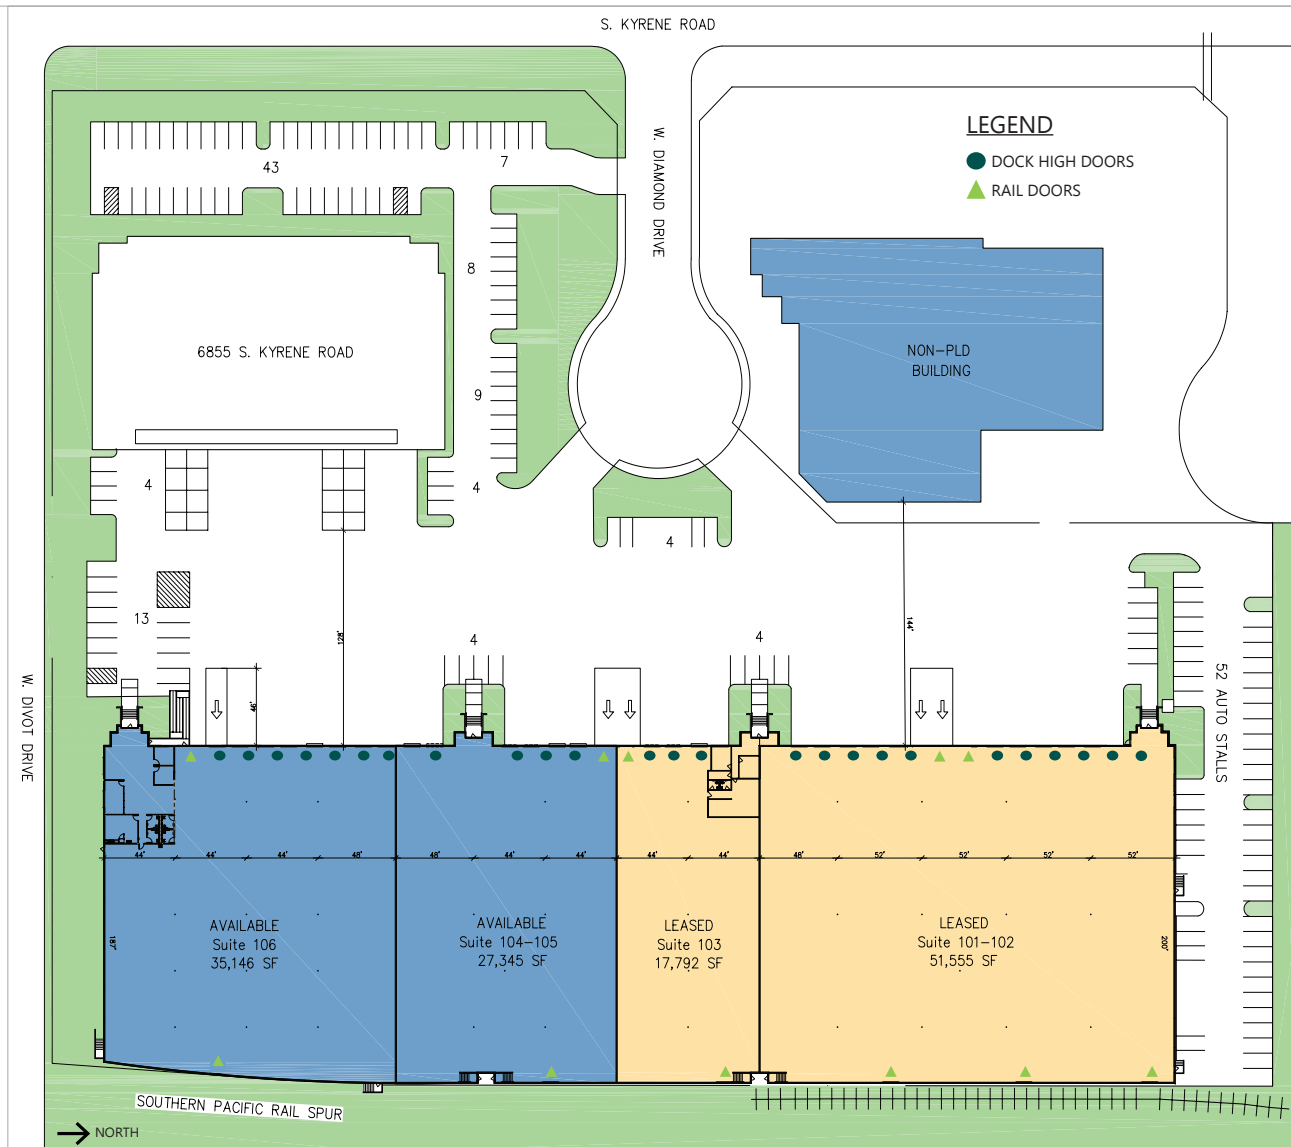 S. KYRENE ROAD
LEGEND
DOCK HIGH DOORS
RAIL DOORS
W. DIAMOND DRIVE
43
7
8
6855 S. KYRENE ROAD
NON-PLD
BUILDING
9
4
4
4
13
128'
144'
4
4
46'
52 AUTO STALLS
W. DIVOT DRIVE
44'
44'
44'
48'
48'
44'
44'
44'
44'
48'
52'
52'
52'
52'
187'
200'
AVAILABLE
Suite 106
35,146 SF
AVAILABLE
Suite 104-105
27,345 SF
LEASED
Suite 103
17,792 SF
LEASED
Suite 101-102
51,555 SF
SOUTHERN PACIFIC RAIL SPUR
NORTH